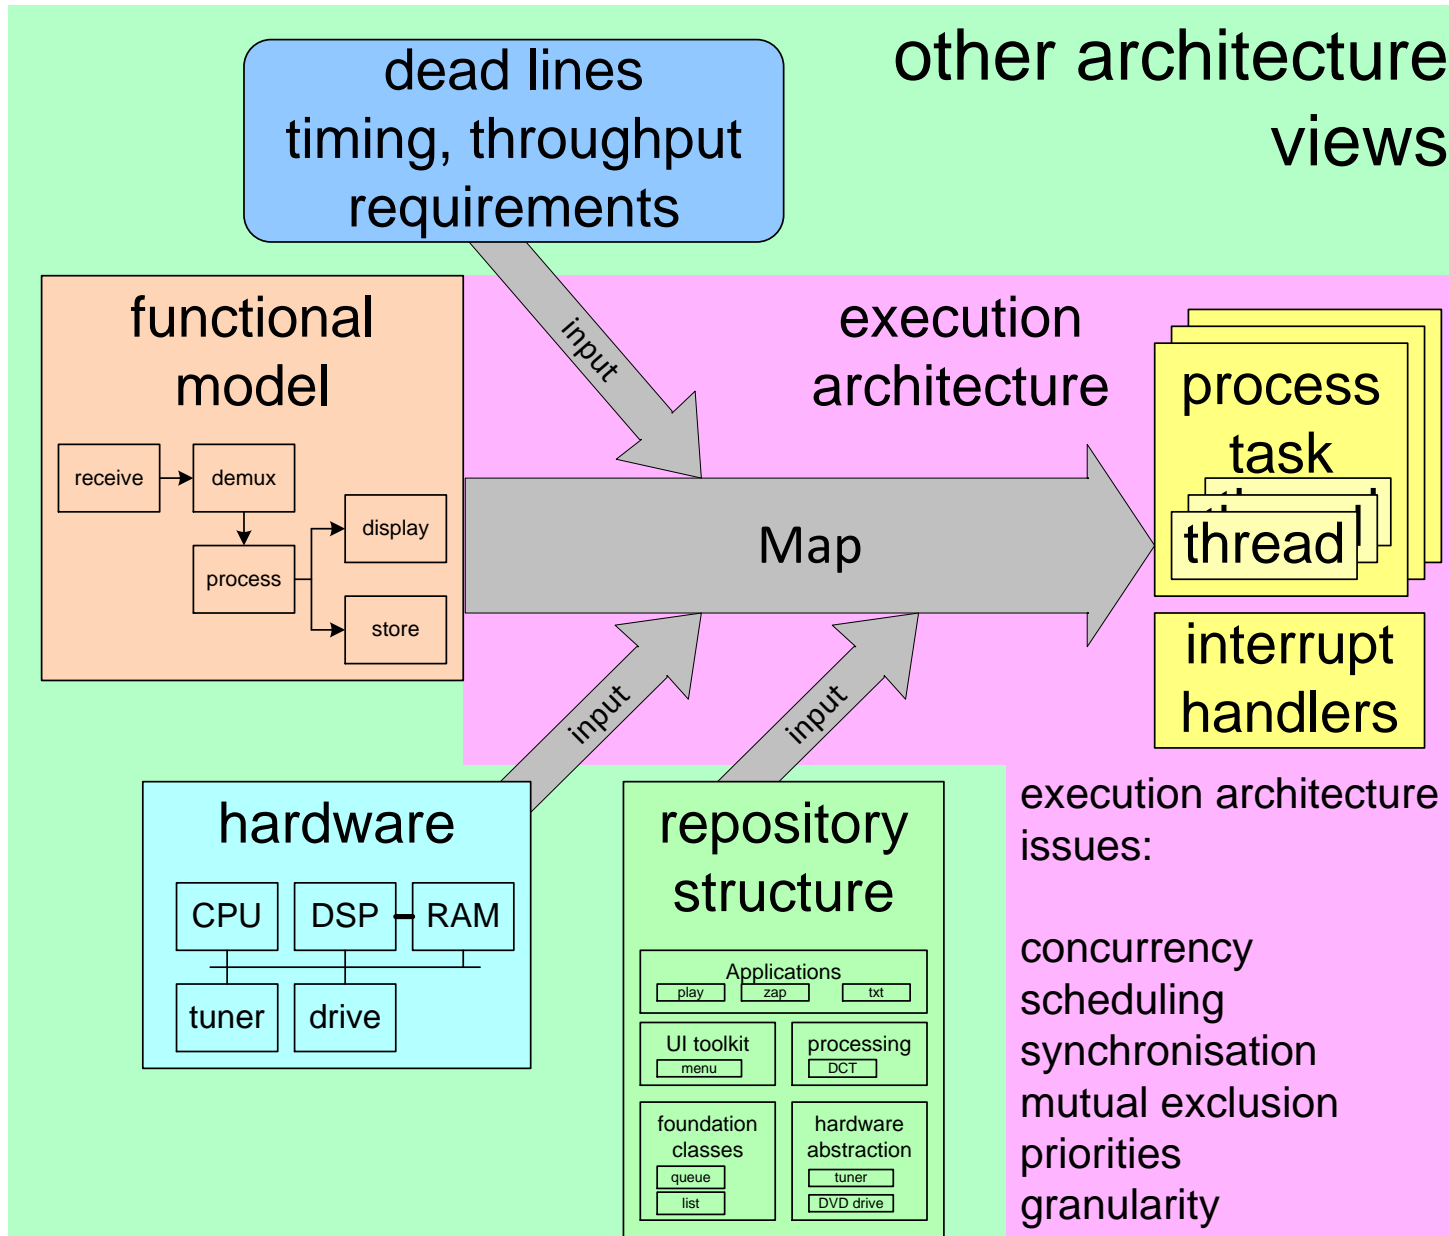 other architecture
views
dead lines
timing, throughput
requirements
functional
model
receive
demux
process
display
store
input
execution
architecture
Map
process
task
thread
interrupt
handlers
input
input
hardware
CPU
DSP
RAM
tuner
drive
repository
structure
Applications
play
zap
txt
UI toolkit
menu
processing
DCT
foundation
classes
queue
list
hardware
abstraction
tuner
DVD drive
execution architecture
issues:
concurrency
scheduling
synchronisation
mutual exclusion
priorities
granularity